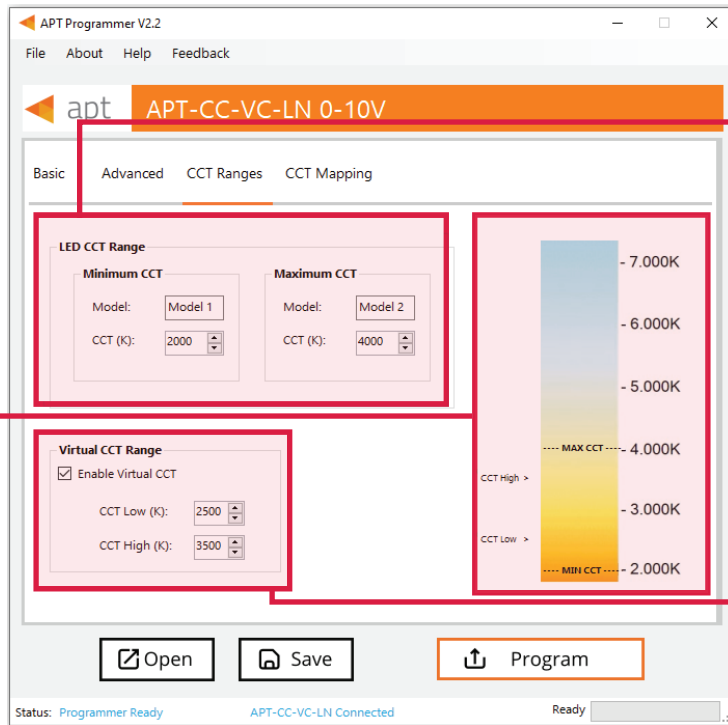 APT Programmer V2.2
File About Help Feedback
apt APT-CC-VC-LN 0-10V
Basic Advanced CCT Ranges CCT Mapping
LED CCT Range
Minimum CCT
Model: Model 1
CCT (K): 2000
Maximum CCT
Model: Model 2
CCT (K): 4000
Virtual CCT Range
Enable Virtual CCT
CCT Low (K): 2500
CCT High (K): 3500
- 7.000K
- 6.000K
- 5.000K
---- MAX CCT ---- - 4.000K
CCT High >
- 3.000K
CCT Low >
---- MIN CCT ---- - 2.000K
Open Save Program
Status: Programmer Ready APT-CC-VC-LN Connected Ready